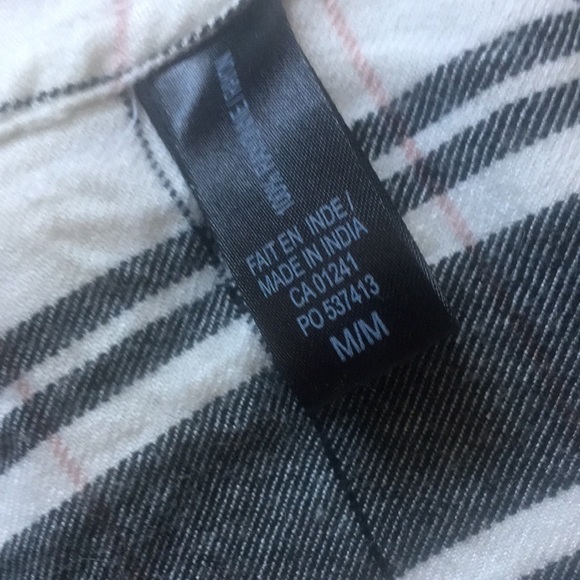 FAIT EN INDE /
MADE IN INDIA
CA 01241
PO 537413
M/M